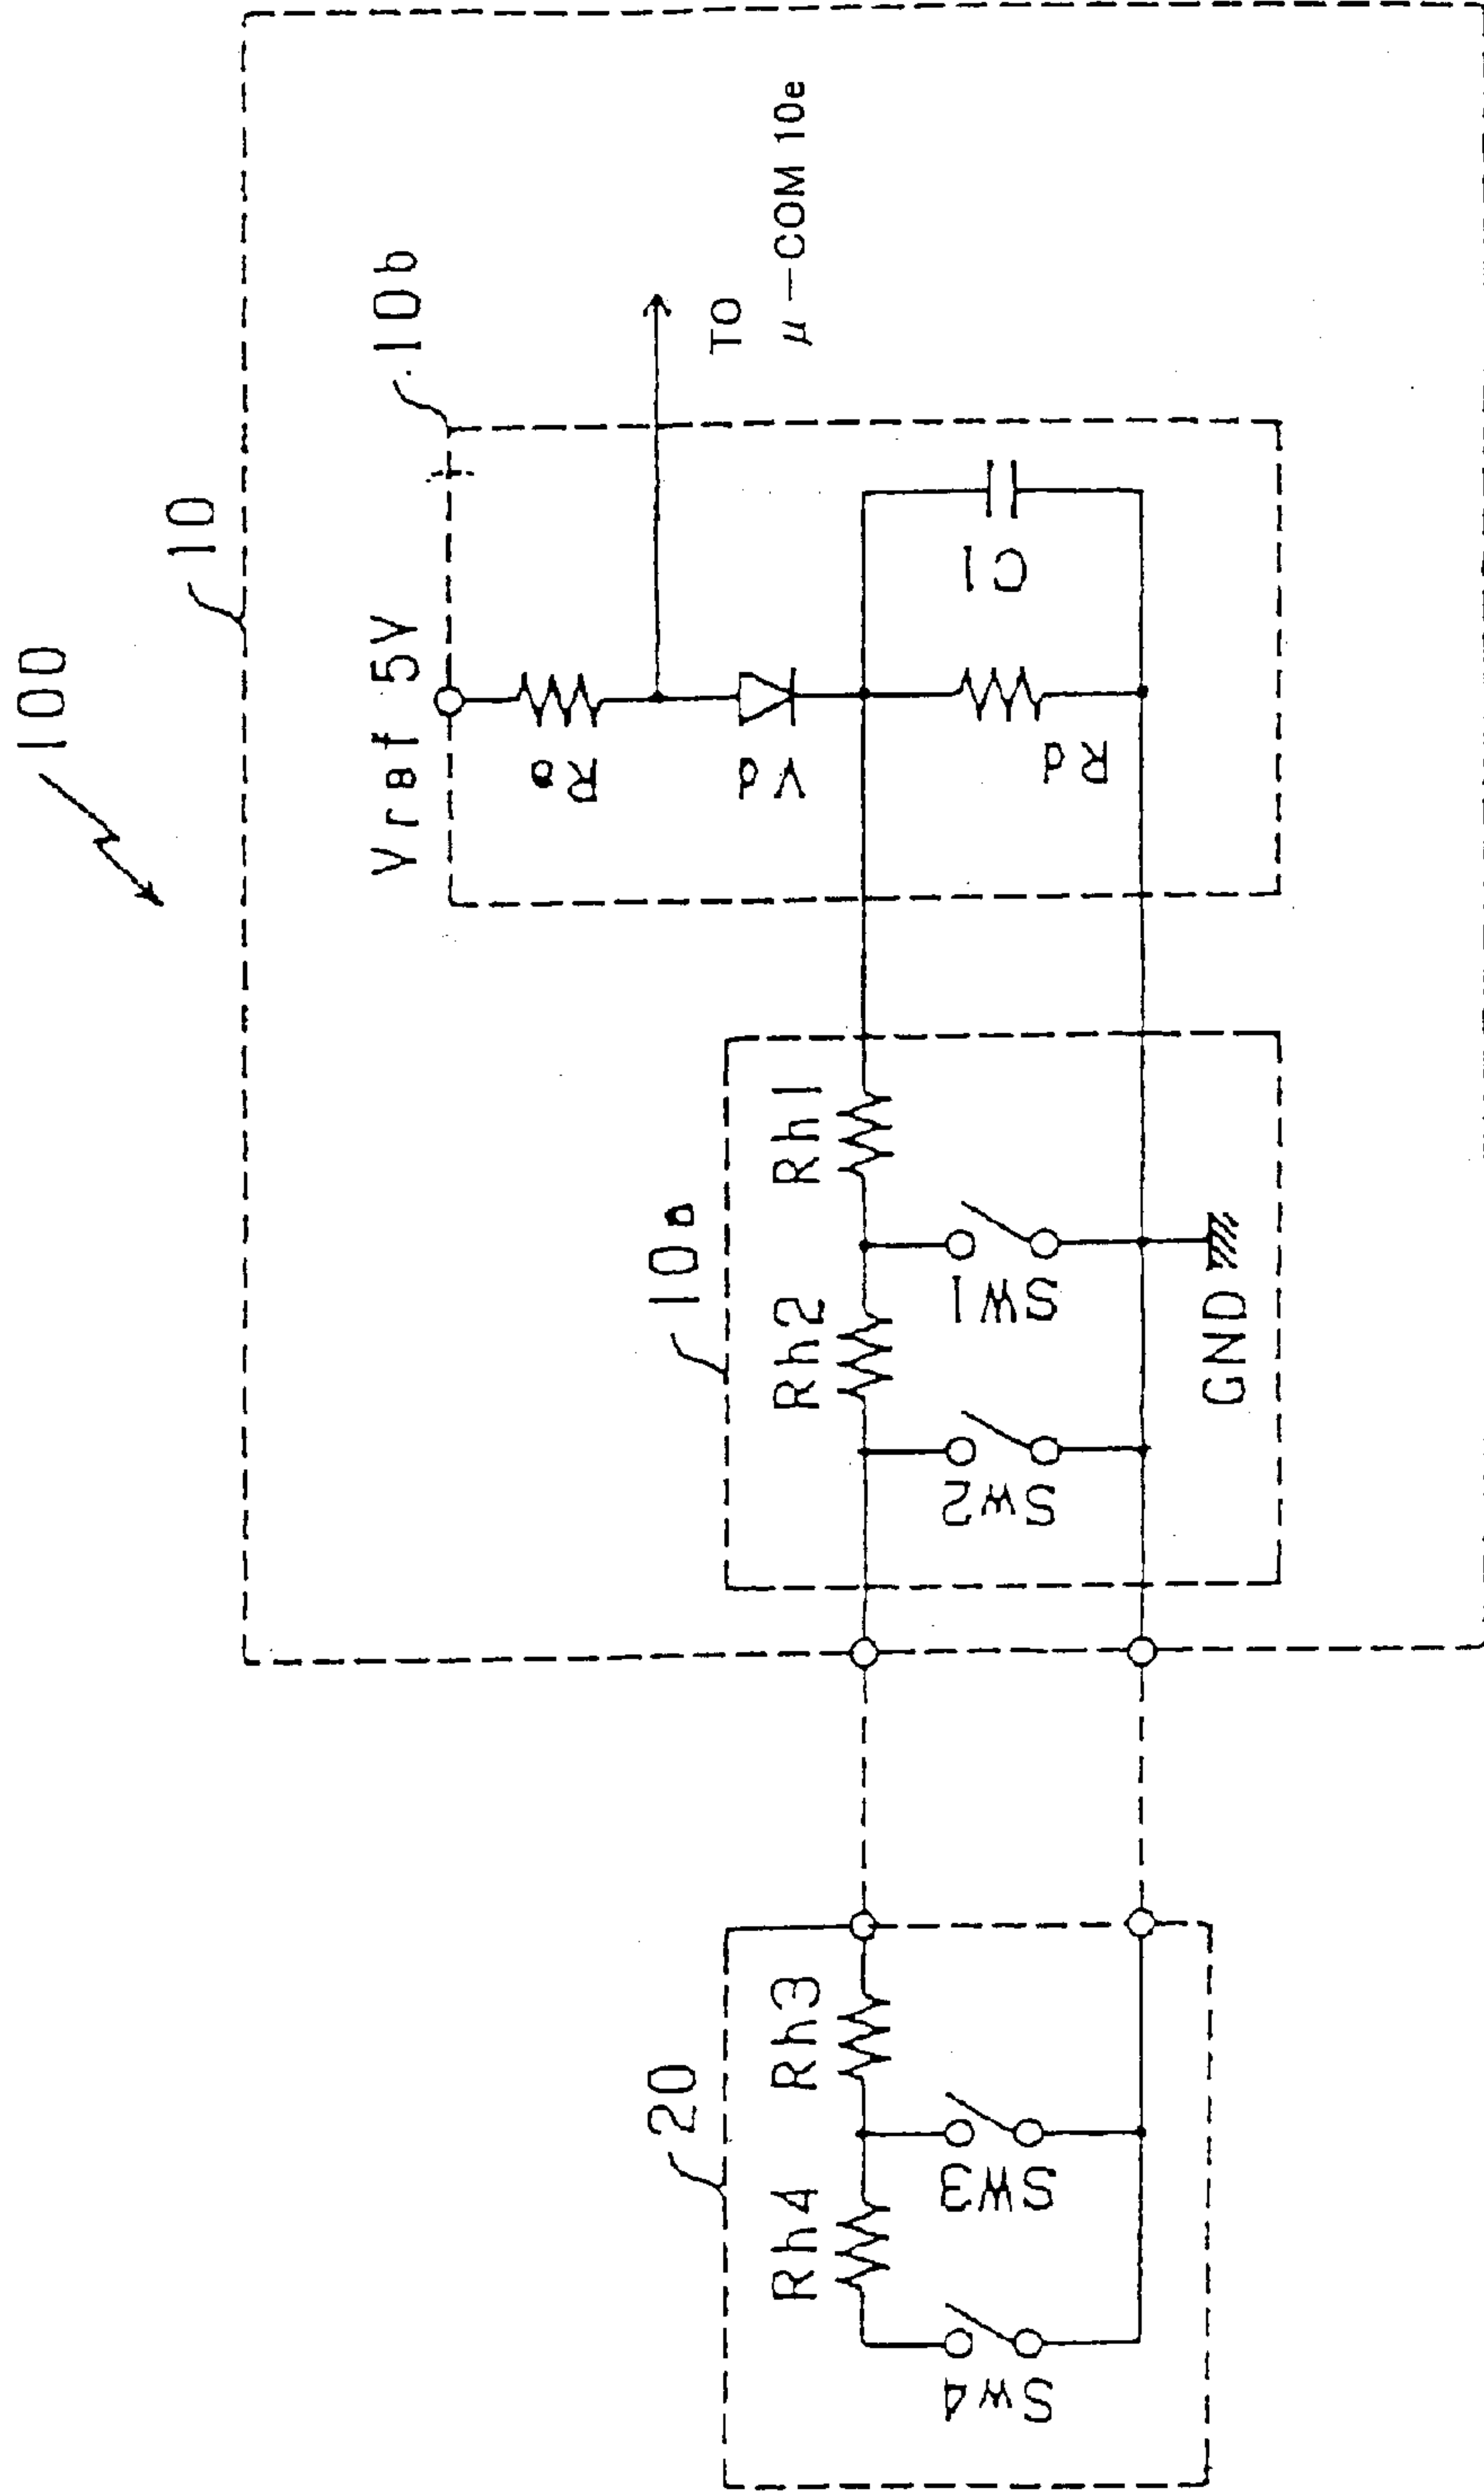 100
10
10b
Vref 5V
TO
μ-COM 10e
Vd
Rd
C1
10a
Rh1
Rh2
SW1
SW2
GND
20
Rh3
Rh4
SW3
SW4